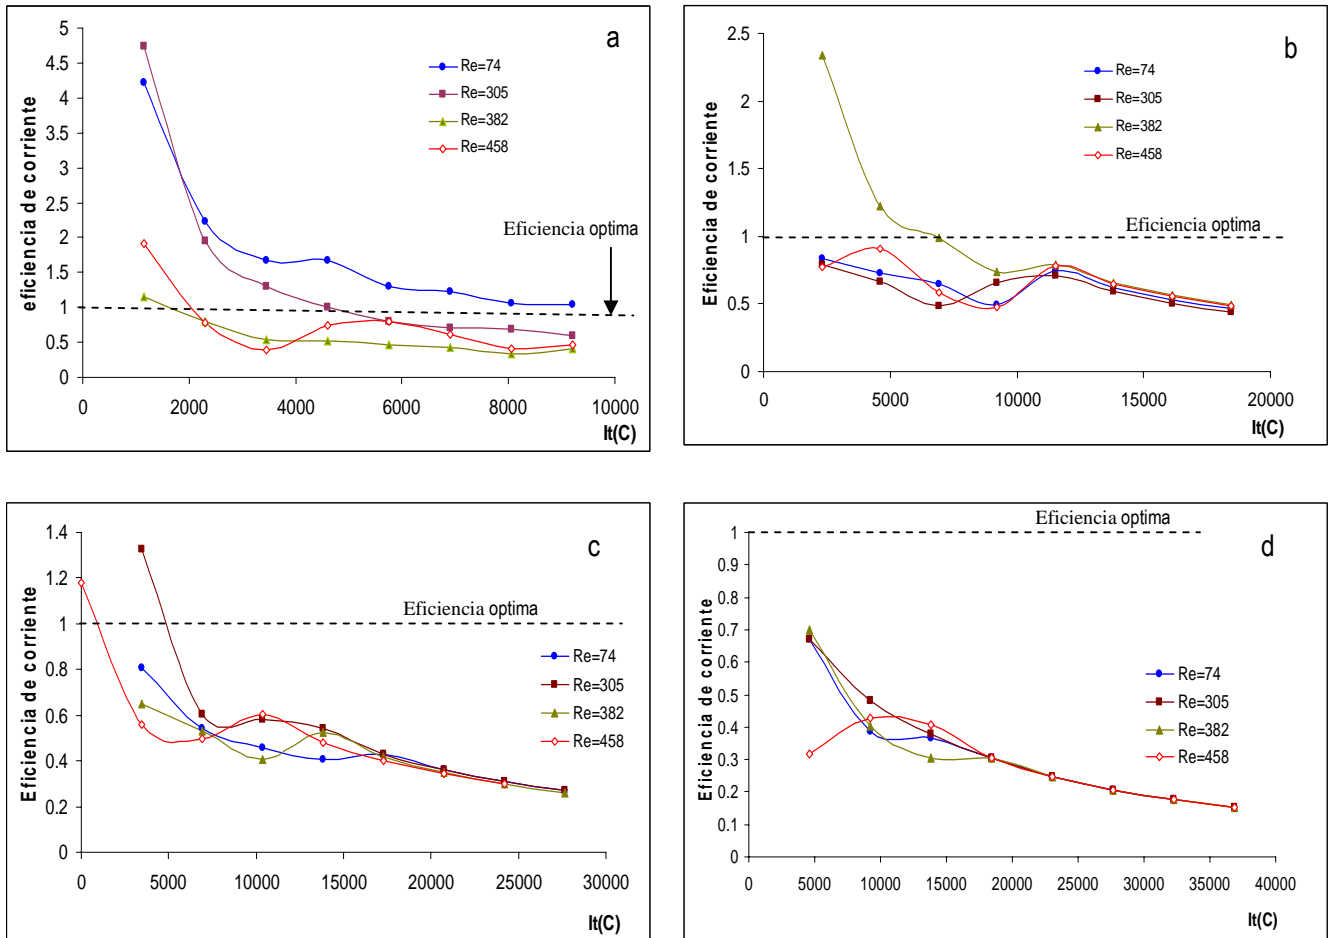 a
5
4.5
4
3.5
3
2.5
2
1.5
1
0.5
0
eficiencia de corriente
Re=74
Re=305
Re=382
Re=458
Eficiencia optima
0 2000 4000 6000 8000 10000
It(C)
b
2.5
2
1.5
1
0.5
0
Eficiencia de corriente
Re=74
Re=305
Re=382
Re=458
Eficiencia optima
0 5000 10000 15000 20000
It(C)
c
1.4
1.2
1
0.8
0.6
0.4
0.2
0
Eficiencia de corriente
Eficiencia optima
Re=74
Re=305
Re=382
Re=458
0 5000 10000 15000 20000 25000 30000
It(C)
Eficiencia optima
d
1
0.9
0.8
0.7
0.6
0.5
0.4
0.3
0.2
0.1
0
Eficiencia de corriente
Re=74
Re=305
Re=382
Re=458
0 5000 10000 15000 20000 25000 30000 35000 40000
It(C)